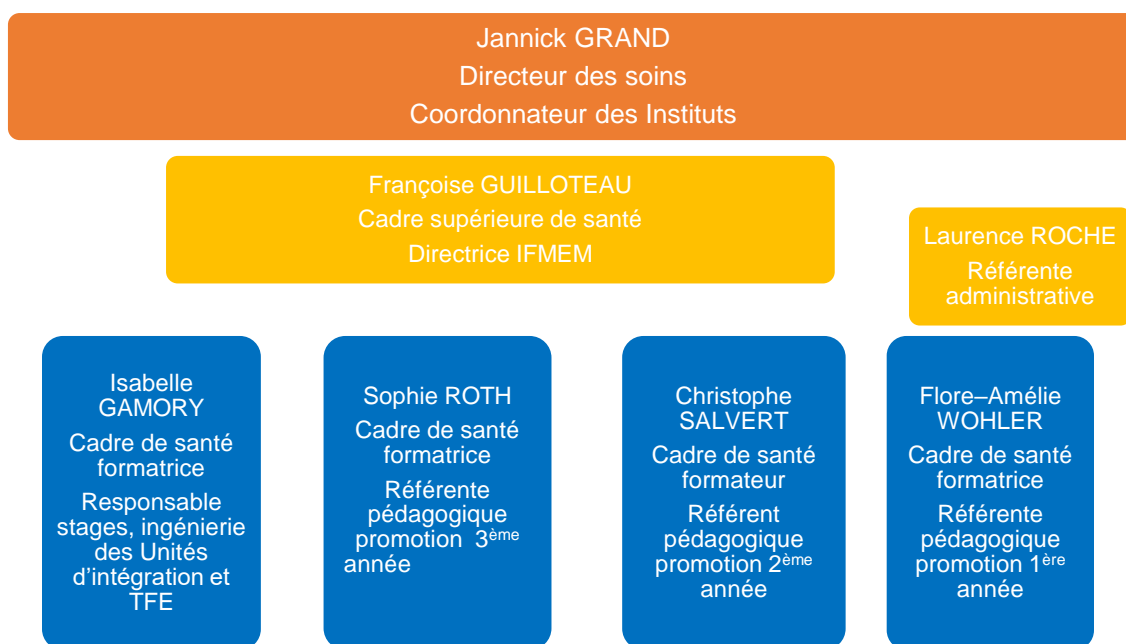 Jannick GRAND
Directeur des soins
Coordonnateur des Instituts
Françoise GUILLOTEAU
Cadre supérieure de santé
Directrice IFMEM
Laurence ROCHE
Référente
administrative
Isabelle
GAMORY
Cadre de santé
formatrice
Responsable
stages, ingénierie
des Unités
d’intégration et
TFE
Sophie ROTH
Cadre de santé
formatrice
Référente
pédagogique
promotion 3ème
année
Christophe
SALVERT
Cadre de santé
formateur
Référent
pédagogique
promotion 2ème
année
Flore–Amélie
WOHLER
Cadre de santé
formatrice
Référente
pédagogique
promotion 1ère
année